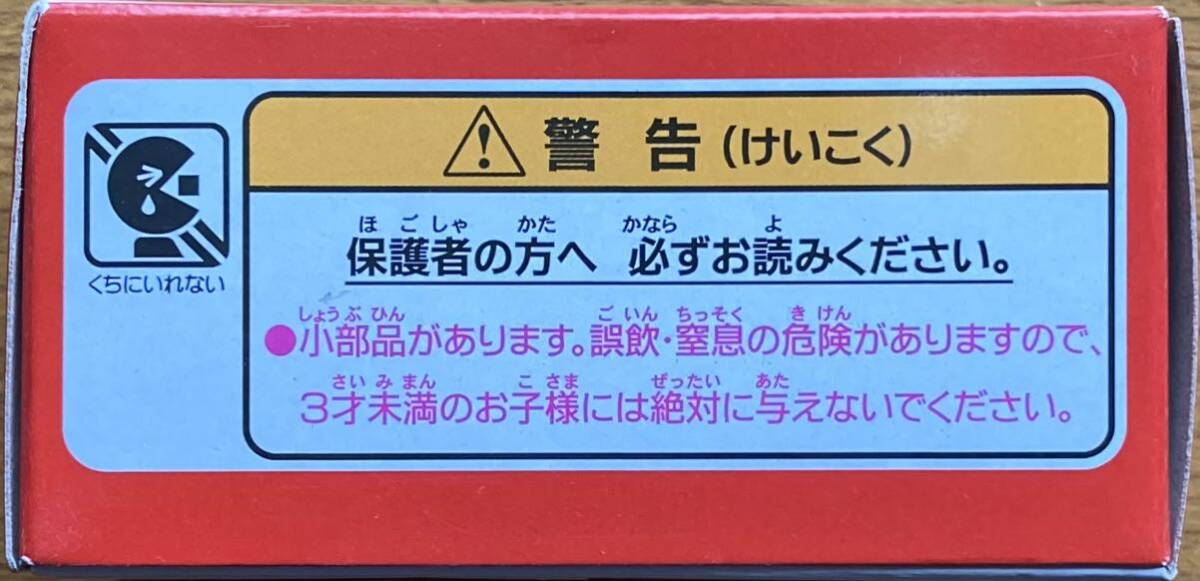 警告(けいこく)
くちにいれない
ほごしゃ かた かなら よ
保護者の方へ 必ずお読みください。
しょうぶひん ごいん ちっそく きけん
●小部品があります。誤飲・窒息の危険がありますので、
さいみまん こさま ぜったい あた
3才未満のお子様には絶対に与えないでください。